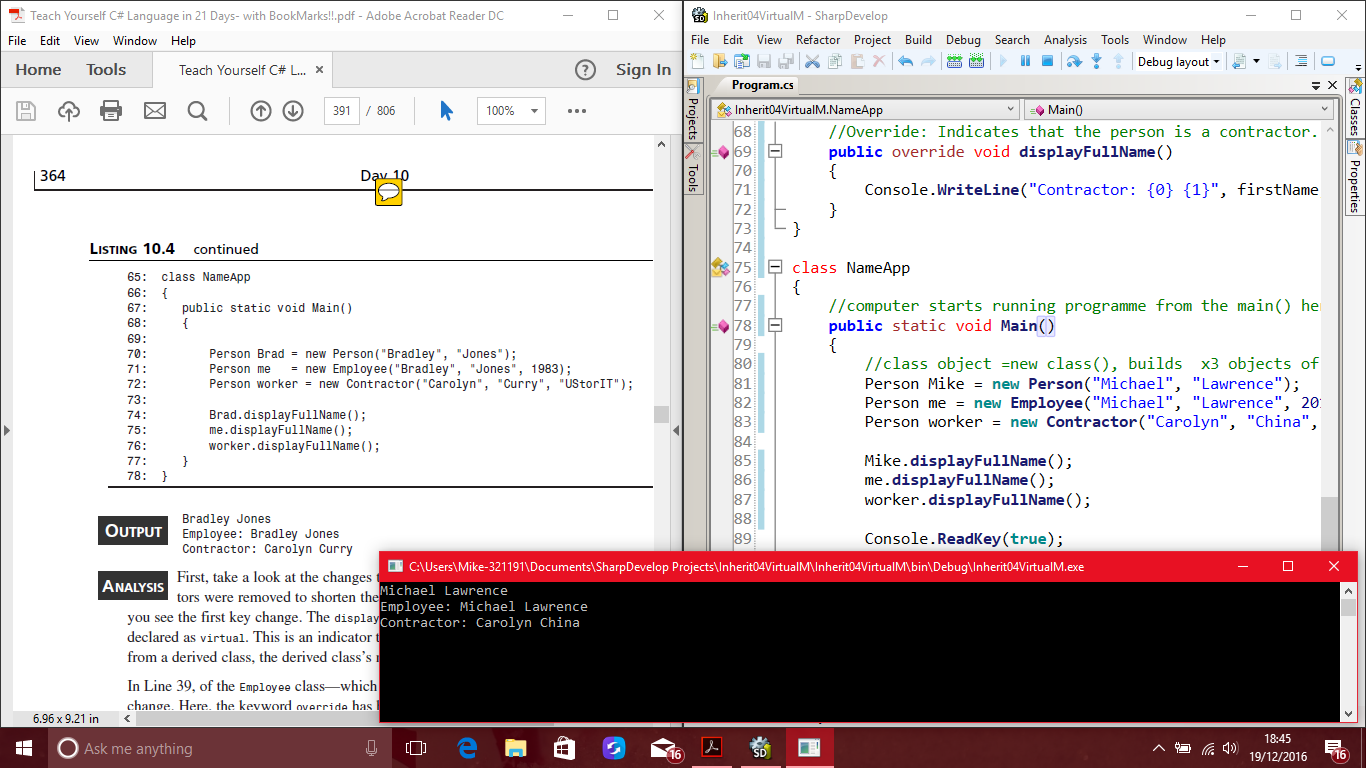 Teach Yourself C# Language in 21 Days- with BookMarks!!.pdf - Adobe Acrobat Reader DC
File Edit View Window Help
Home Tools Teach Yourself C# L... × ? Sign In
391 / 806 100%
364 Day 10
LISTING 10.4 continued
65: class NameApp
66: {
67: public static void Main()
68: {
69:
70: Person Brad = new Person("Bradley", "Jones");
71: Person me = new Employee("Bradley", "Jones", 1983);
72: Person worker = new Contractor("Carolyn", "Curry", "UStorIT");
73:
74: Brad.displayFullName();
75: me.displayFullName();
76: worker.displayFullName();
77: }
78: }
OUTPUT
Bradley Jones
Employee: Bradley Jones
Contractor: Carolyn Curry
ANALYSIS
First, take a look at the changes
tors were removed to shorten the
you see the first key change. The display
declared as virtual. This is an indicator
from a derived class, the derived class's
In Line 39, of the Employee class—which
change. Here, the keyword override has
6.96 x 9.21 in
Inherit04VirtualM - SharpDevelop
File Edit View Refactor Project Build Debug Search Analysis Tools Window Help
Debug layout
Program.cs
Projects
Tools
Classes
Properties
Inherit04VirtualM.NameApp Main()
68 //Override: Indicates that the person is a contractor.
69 public override void displayFullName()
70 {
71 Console.WriteLine("Contractor: {0} {1}", firstName
72 }
73 }
74
75 class NameApp
76 {
77 //computer starts running programme from the main() her
78 public static void Main()
79 {
80 //class object =new class(), builds x3 objects of
81 Person Mike = new Person("Michael", "Lawrence");
82 Person me = new Employee("Michael", "Lawrence", 201
83 Person worker = new Contractor("Carolyn", "China",
84
85 Mike.displayFullName();
86 me.displayFullName();
87 worker.displayFullName();
88
89 Console.ReadKey(true);
C:\Users\Mike-321191\Documents\SharpDevelop Projects\Inherit04VirtualM\Inherit04VirtualM\bin\Debug\Inherit04VirtualM.exe
Michael Lawrence
Employee: Michael Lawrence
Contractor: Carolyn China
Ask me anything
16
SD
18:45
19/12/2016
16